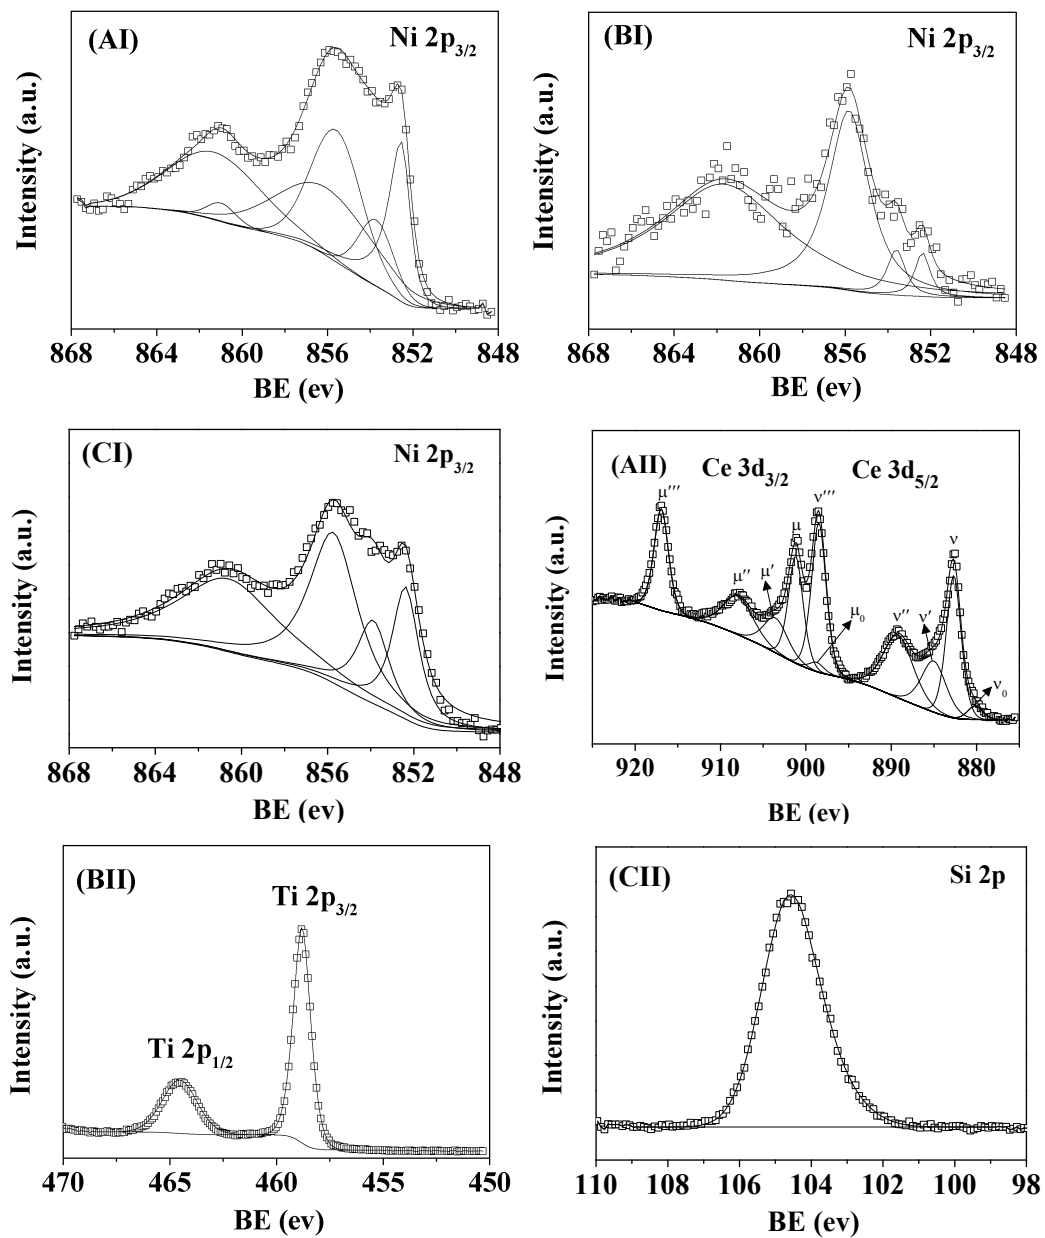 (AI) Ni 2p3/2
Intensity (a.u.)
868 864 860 856 852 848
BE (ev)
(BI) Ni 2p3/2
Intensity (a.u.)
868 864 860 856 852 848
BE (ev)
(CI) Ni 2p3/2
Intensity (a.u.)
868 864 860 856 852 848
BE (ev)
(AII) Ce 3d3/2 Ce 3d5/2
μ''' μ'' μ' μ ν''' μ0 ν'' ν' ν ν0
Intensity (a.u.)
920 910 900 890 880
BE (ev)
(BII)
Ti 2p3/2
Ti 2p1/2
Intensity (a.u.)
470 465 460 455 450
BE (ev)
(CII) Si 2p
Intensity (a.u.)
110 108 106 104 102 100 98
BE (ev)